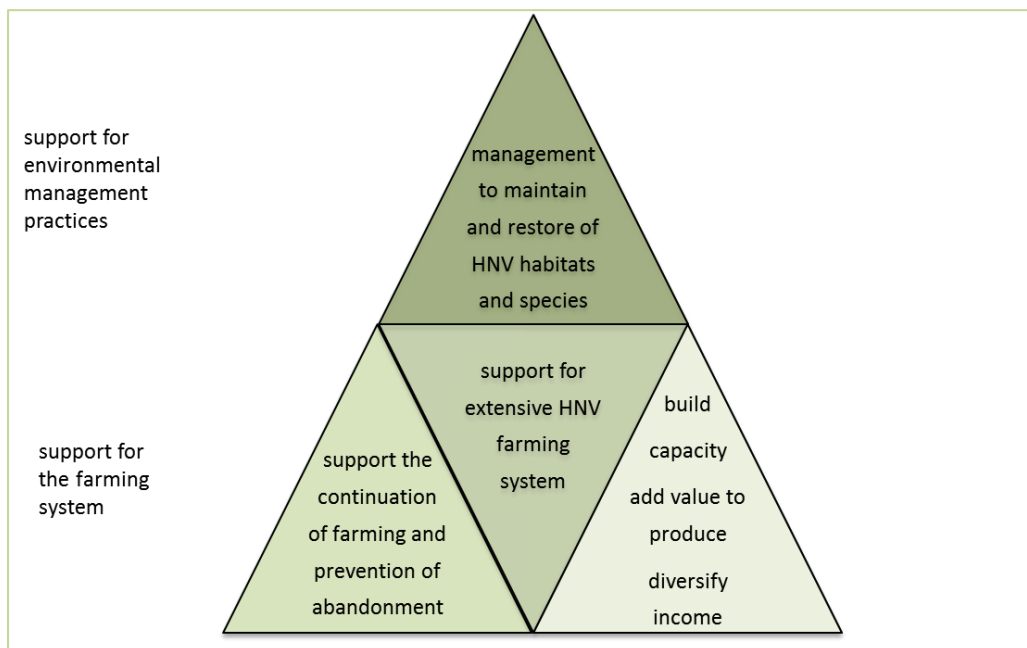 support for
environmental
management
practices
management
to maintain
and restore of
HNV habitats
and species
support for
the farming
system
support the
continuation
of farming and
prevention of
abandonment
support for
extensive HNV
farming
system
build
capacity
add value to
produce
diversify
income